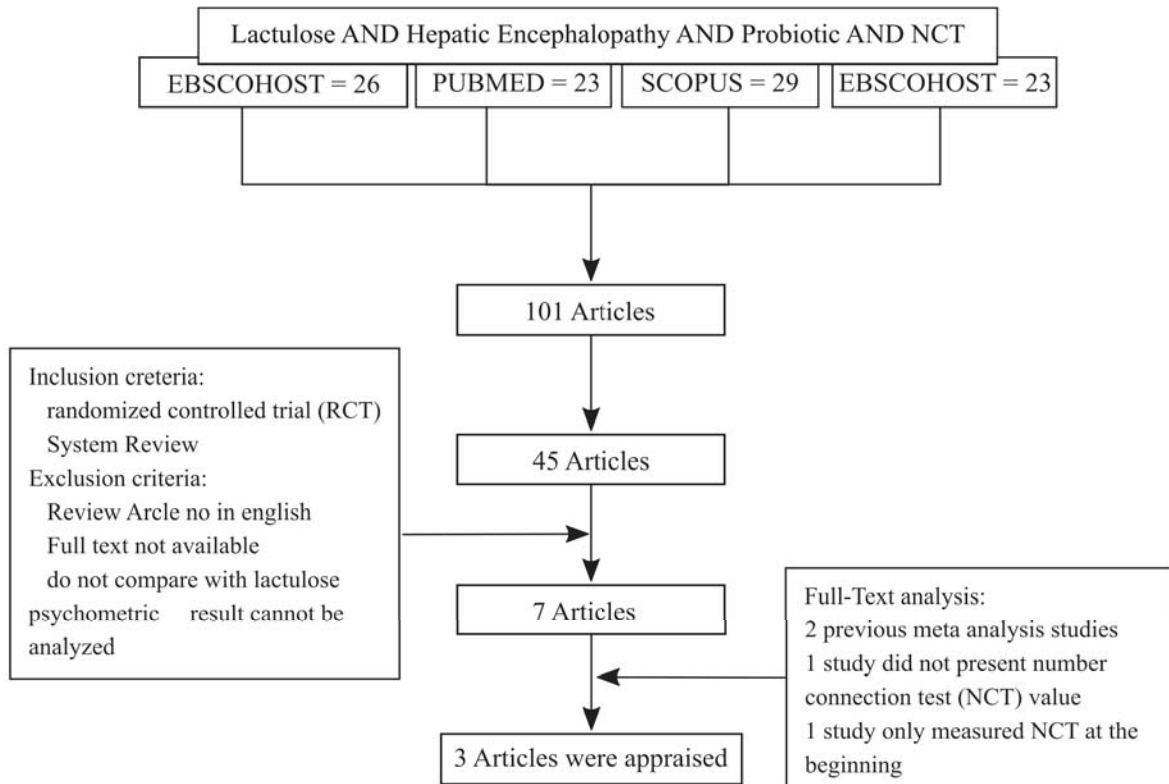 Lactulose AND Hepatic Encephalopathy AND Probiotic AND NCT
EBSCOHOST = 26
PUBMED = 23
SCOPUS = 29
EBSCOHOST = 23
101 Articles
Inclusion creteria:
randomized controlled trial (RCT)
System Review
Exclusion criteria:
Review Arcle no in english
Full text not available
do not compare with lactulose
psychometric result cannot be
analyzed
45 Articles
7 Articles
Full-Text analysis:
2 previous meta analysis studies
1 study did not present number
connection test (NCT) value
1 study only measured NCT at the
beginning
3 Articles were appraised